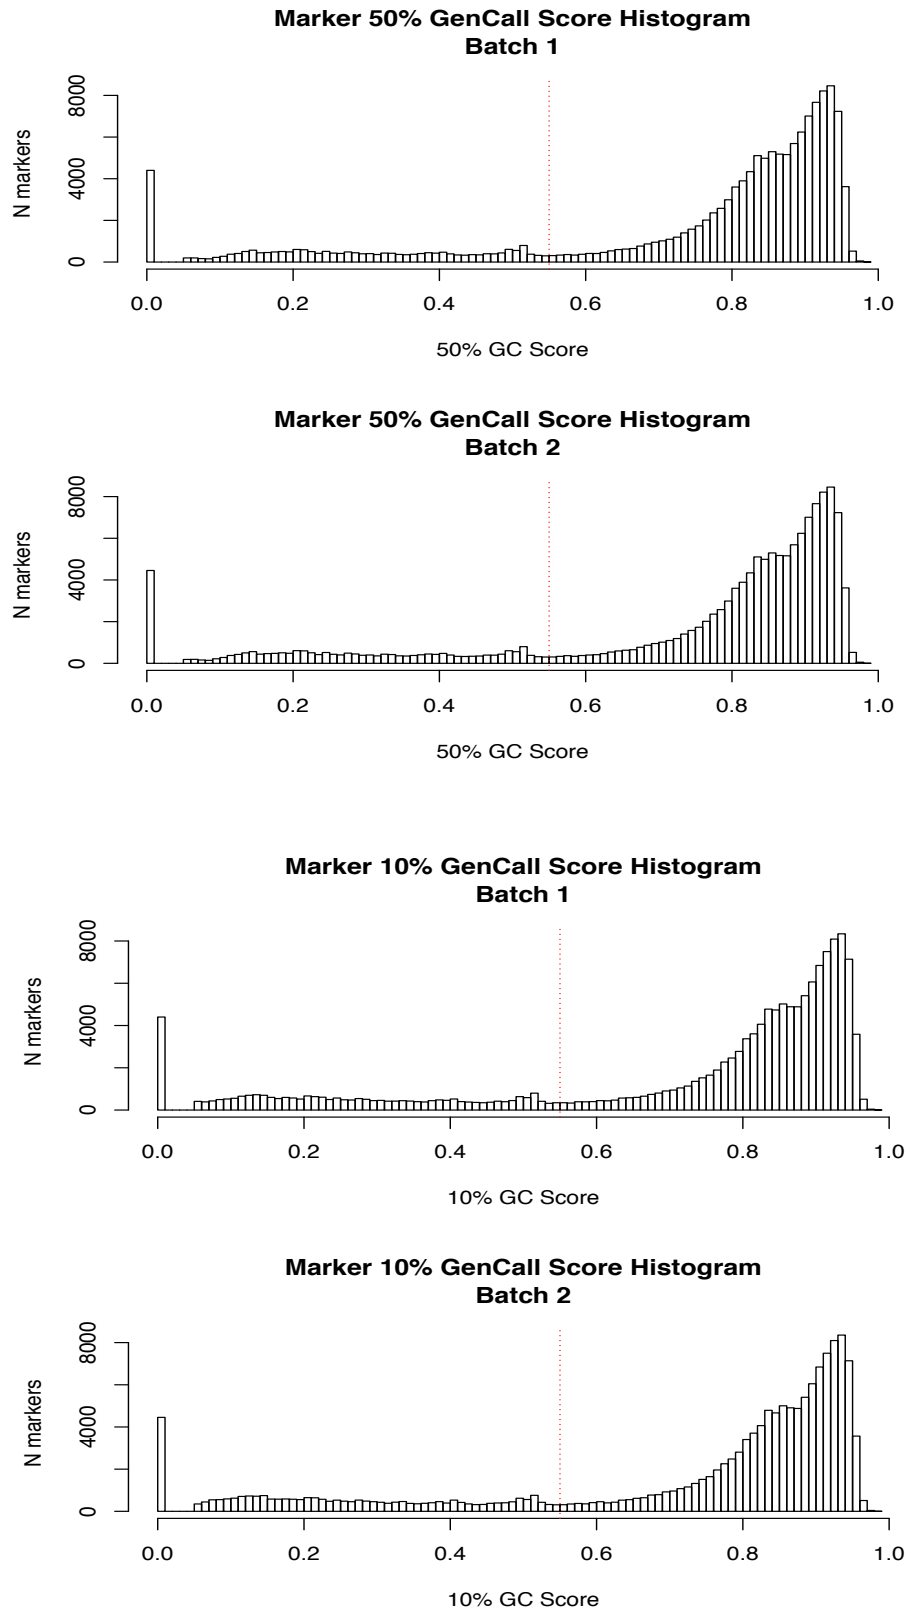 Marker 50% GenCall Score Histogram
Batch 1
N markers
8000
4000
0
0.0 0.2 0.4 0.6 0.8 1.0
50% GC Score
Marker 50% GenCall Score Histogram
Batch 2
N markers
8000
4000
0
0.0 0.2 0.4 0.6 0.8 1.0
50% GC Score
Marker 10% GenCall Score Histogram
Batch 1
N markers
8000
4000
0
0.0 0.2 0.4 0.6 0.8 1.0
10% GC Score
Marker 10% GenCall Score Histogram
Batch 2
N markers
8000
4000
0
0.0 0.2 0.4 0.6 0.8 1.0
10% GC Score